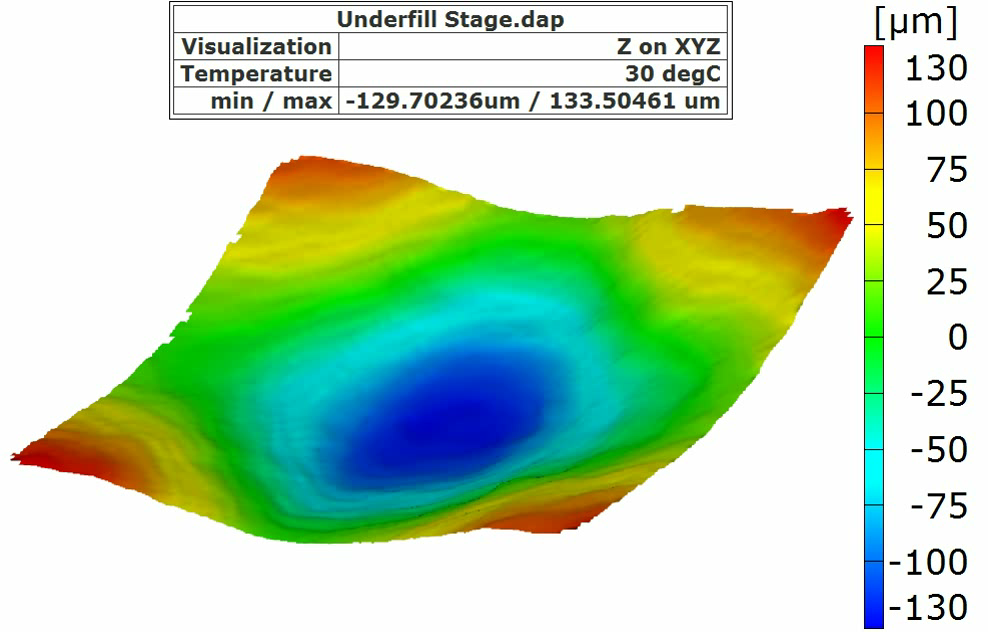 Underfill Stage.dap
Visualization Z on XYZ
Temperature 30 degC
min / max -129.70236um / 133.50461 um
[µm]
130
100
75
50
25
0
-25
-50
-75
-100
-130